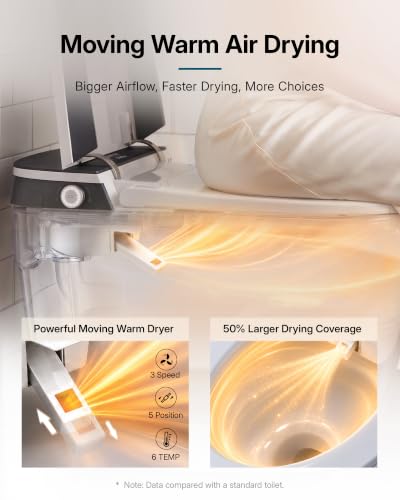 Moving Warm Air Drying
Bigger Airflow, Faster Drying, More Choices
Powerful Moving Warm Dryer
3 Speed
5 Position
6 TEMP
50% Larger Drying Coverage
* Note: Data compared with a standard toilet.